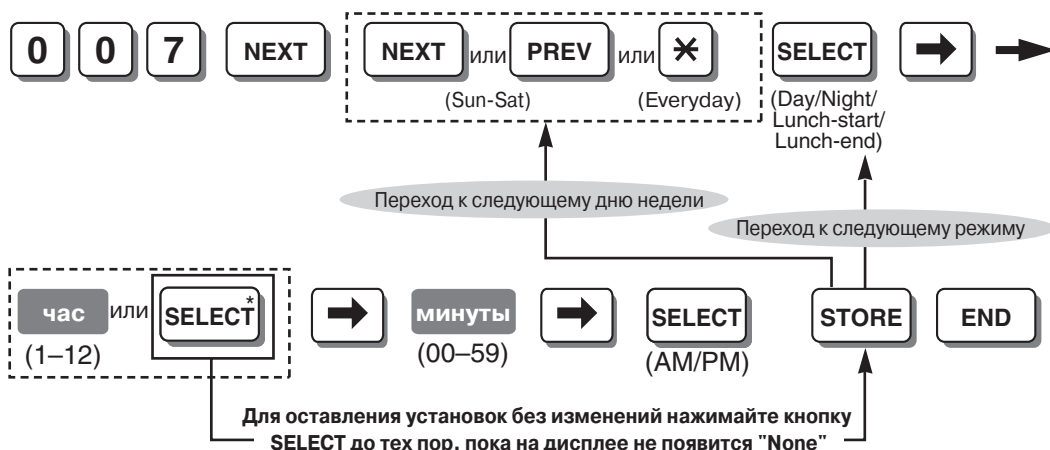 0 0 7 NEXT NEXT или PREV или ✱ SELECT
(Sun-Sat) (Everyday) (Day/Night/
Lunch-start/
Lunch-end)
Переход к следующему дню недели
Переход к следующему режиму
час или SELECT* минуты SELECT STORE END
(1–12) (00–59) (AM/PM)
Для оставления установок без изменений нажимайте кнопку
SELECT до тех пор, пока на дисплее не появится "None"